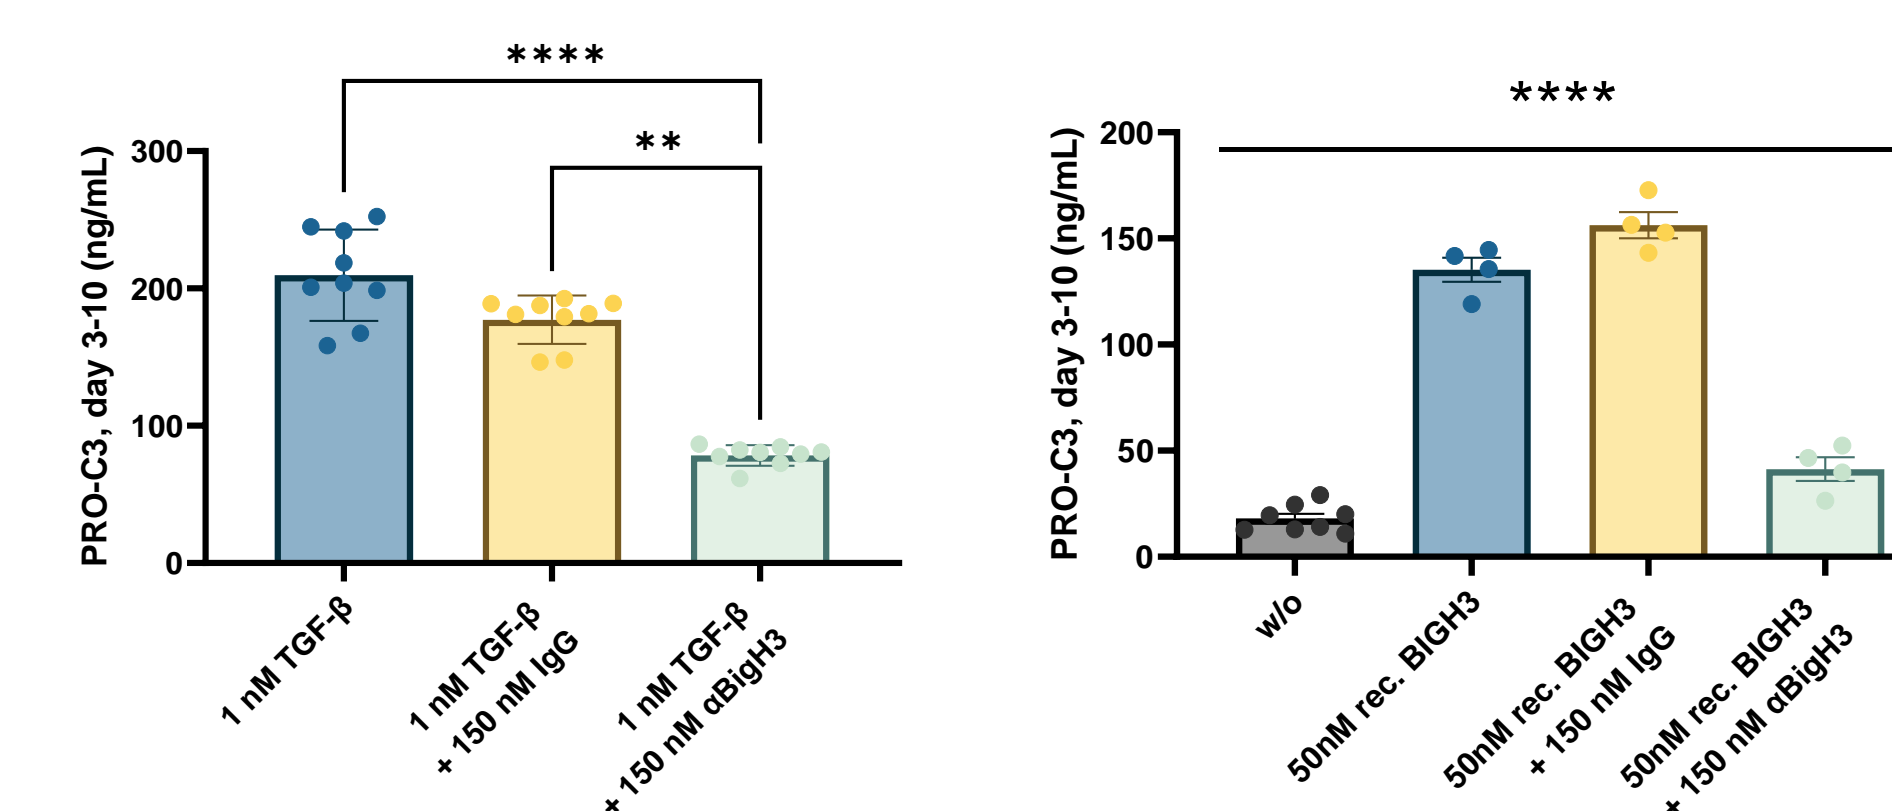 ****
**
PRO-C3, day 3-10 (ng/mL)
300
200
100
0
1 nM TGF-β
1 nM TGF-β
+ 150 nM IgG
1 nM TGF-β
+ 150 nM αBigH3
****
PRO-C3, day 3-10 (ng/mL)
200
150
100
50
0
w/o
50nM rec. BIGH3
50nM rec. BIGH3
+ 150 nM IgG
50nM rec. BIGH3
+ 150 nM αBigH3